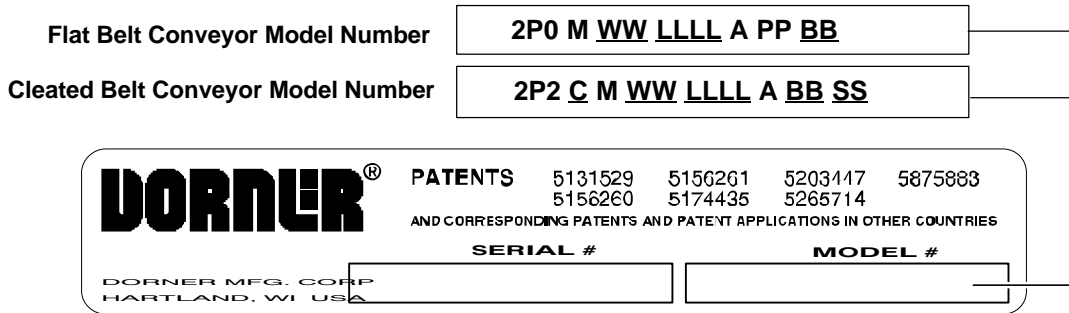 Flat Belt Conveyor Model Number
2P0 M WW LLLL A PP BB
Cleated Belt Conveyor Model Number
2P2 C M WW LLLL A BB SS
DORNER®
PATENTS 5131529 5156261 5203447 5875883
5156260 5174435 5265714
AND CORRESPONDING PATENTS AND PATENT APPLICATIONS IN OTHER COUNTRIES
SERIAL # MODEL #
DORNER MFG. CORP
HARTLAND, WI USA